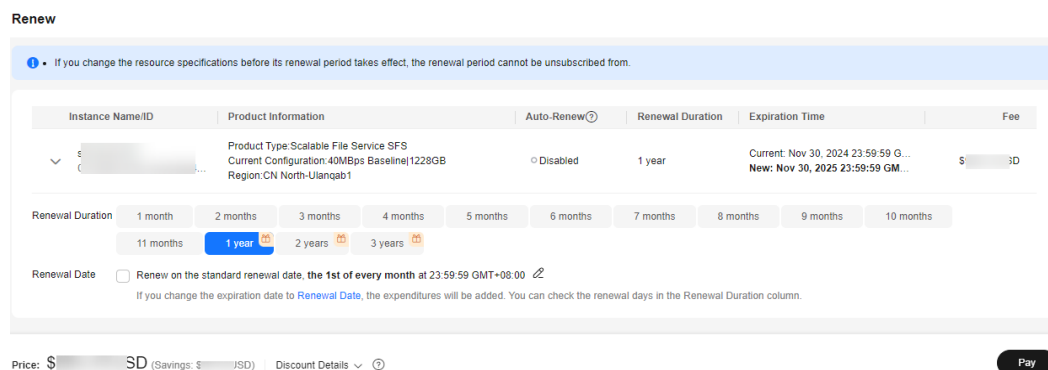 Renew
If you change the resource specifications before its renewal period takes effect, the renewal period cannot be unsubscribed from.
Instance Name/ID Product Information Auto-Renew Renewal Duration Expiration Time Fee
Product Type:Scalable File Service SFS
Current Configuration:40MBps Baseline|1228GB
Region:CN North-Ulanqab1
Disabled
1 year
Current: Nov 30, 2024 23:59:59 G...
New: Nov 30, 2025 23:59:59 GM...
Renewal Duration 1 month 2 months 3 months 4 months 5 months 6 months 7 months 8 months 9 months 10 months
11 months 1 year 2 years 3 years
Renewal Date Renew on the standard renewal date, the 1st of every month at 23:59:59 GMT+08:00
If you change the expiration date to Renewal Date, the expenditures will be added. You can check the renewal days in the Renewal Duration column.
Price: $ SD (Savings: $ USD) Discount Details
Pay